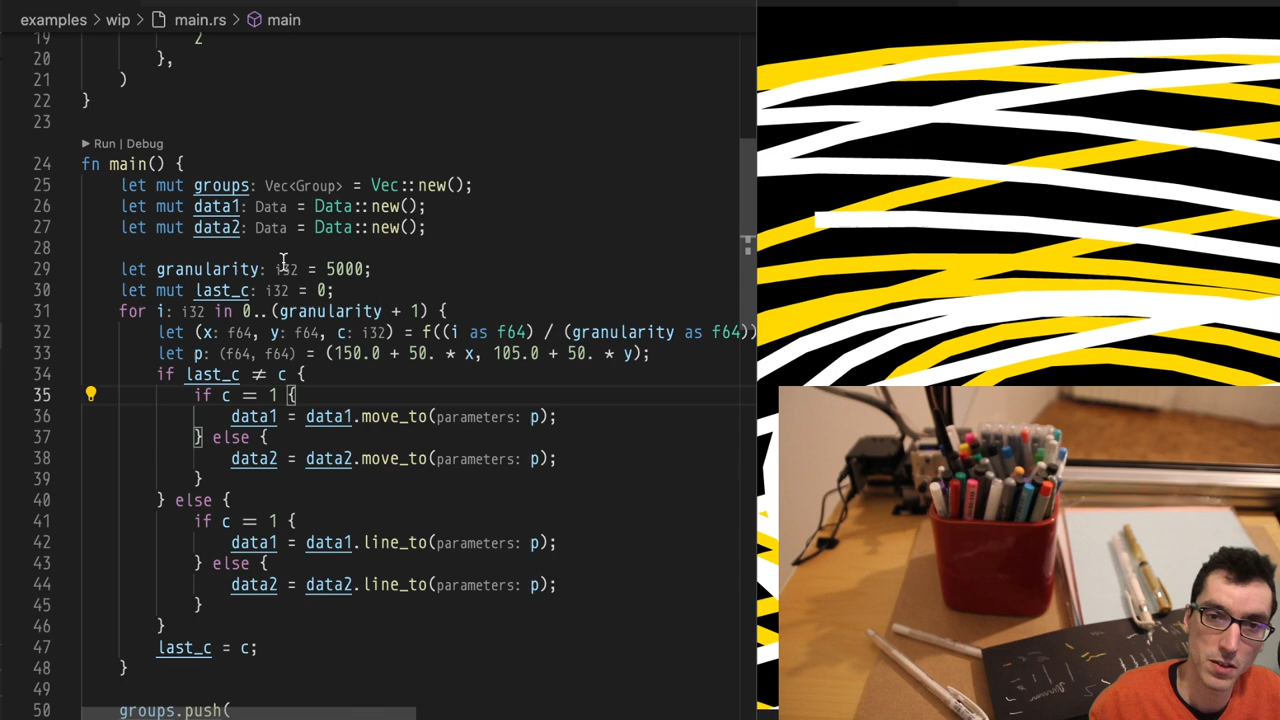 examples › wip › main.rs › main
19 2
20 },
21 )
22 }
23
Run | Debug
24 fn main() {
25 let mut groups: Vec<Group> = Vec::new();
26 let mut data1: Data = Data::new();
27 let mut data2: Data = Data::new();
28
29 let granularity: i32 = 5000;
30 let mut last_c: i32 = 0;
31 for i: i32 in 0..(granularity + 1) {
32 let (x: f64, y: f64, c: i32) = f((i as f64) / (granularity as f64))
33 let p: (f64, f64) = (150.0 + 50. * x, 105.0 + 50. * y);
34 if last_c ≠ c {
35 if c == 1 {
36 data1 = data1.move_to(parameters: p);
37 } else {
38 data2 = data2.move_to(parameters: p);
39 }
40 } else {
41 if c == 1 {
42 data1 = data1.line_to(parameters: p);
43 } else {
44 data2 = data2.line_to(parameters: p);
45 }
46 }
47 last_c = c;
48 }
49
50 groups.push(